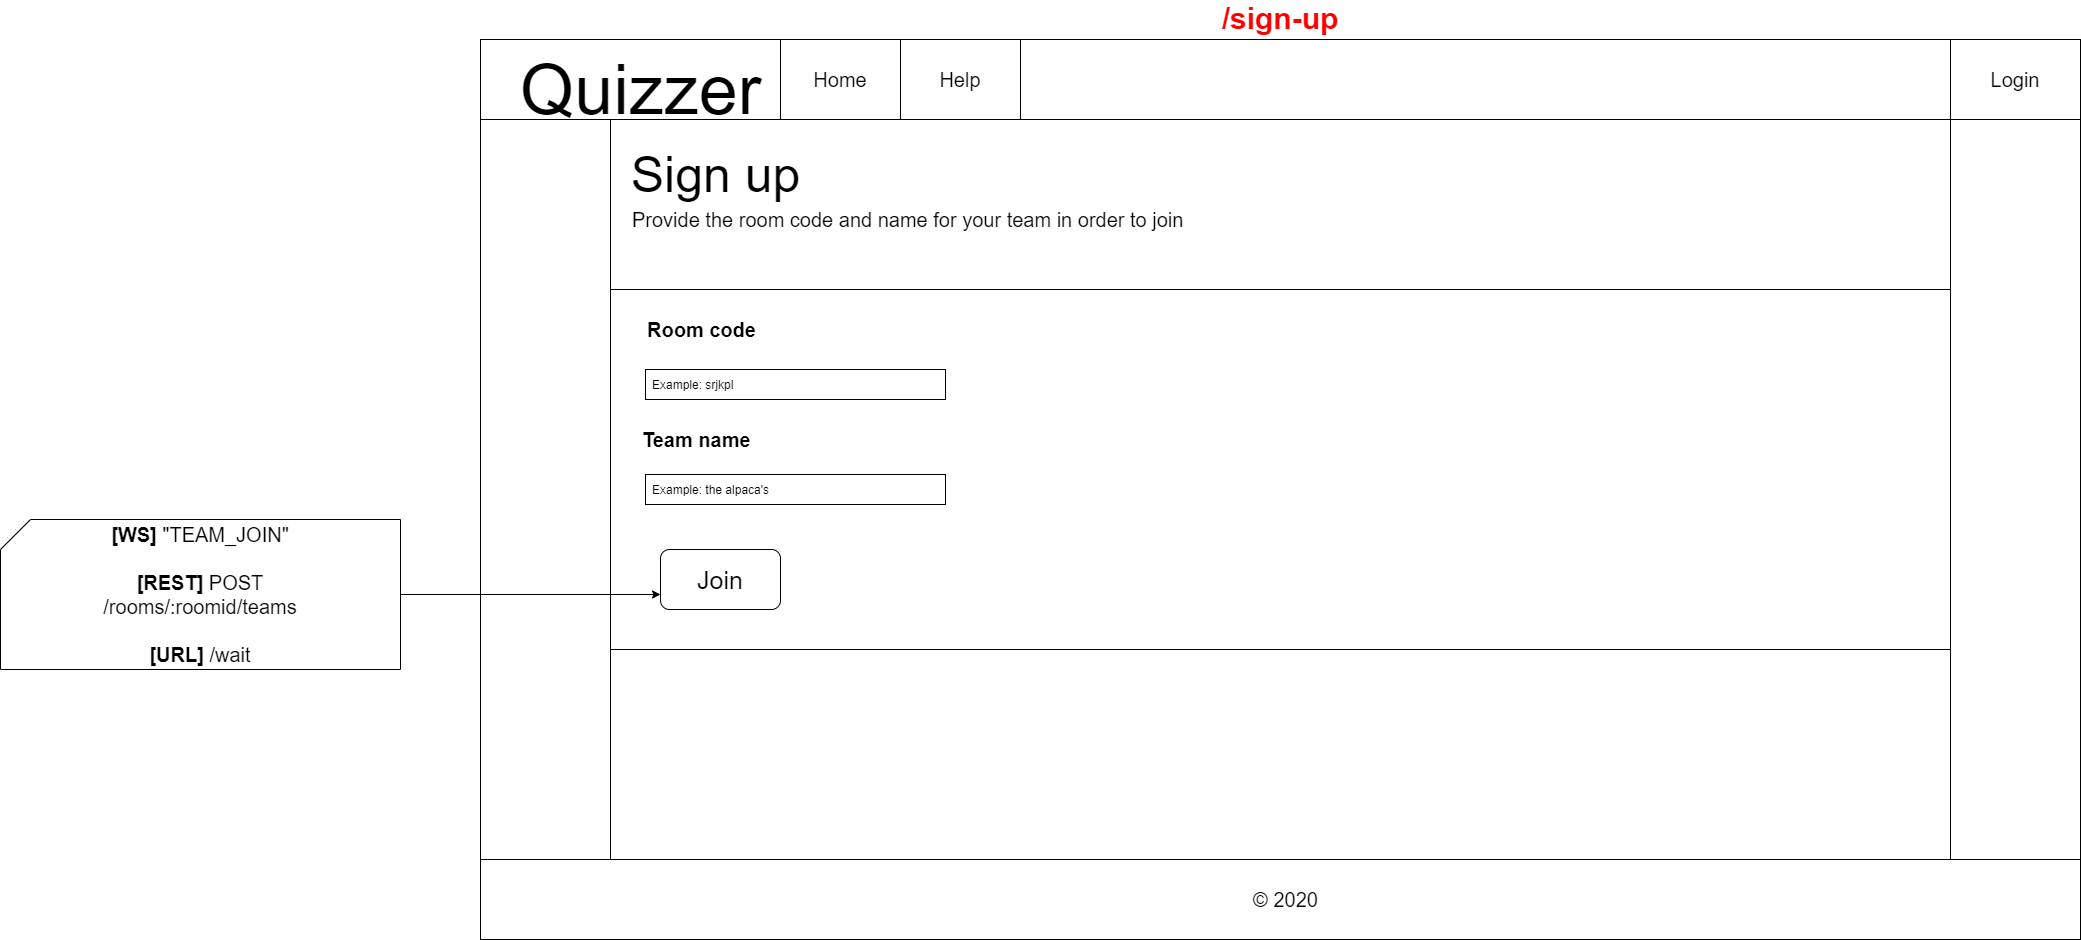 /sign-up
Quizzer
Home
Help
Login
Sign up
Provide the room code and name for your team in order to join
Room code
Example: srjkpl
Team name
Example: the alpaca's
[WS] "TEAM_JOIN"
[REST] POST
/rooms/:roomid/teams
[URL] /wait
Join
© 2020